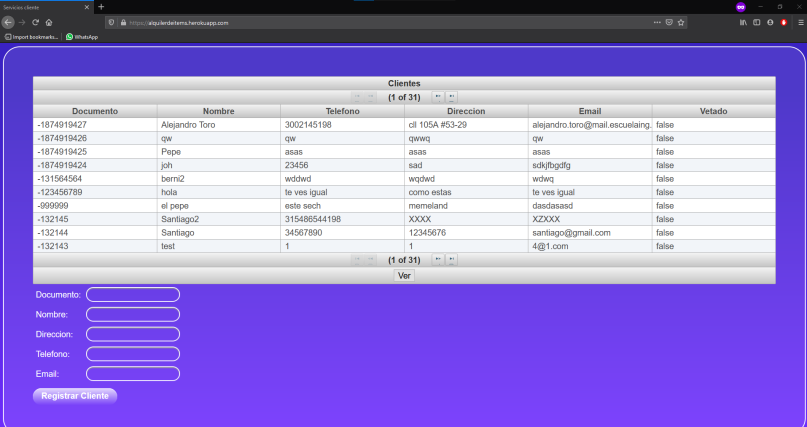 Servicios cliente
https://alquilerdeitems.herokuapp.com
Import bookmarks... WhatsApp
Clientes
(1 of 31)
Documento Nombre Telefono Direccion Email Vetado
-1874919427 Alejandro Toro 3002145198 cll 105A #53-29 alejandro.toro@mail.escuelaing. false
-1874919426 qw qw qwwq qw false
-1874919425 Pepe asas asas asas false
-1874919424 joh 23456 sad sdkjfbgdfg false
-131564564 berni2 wddwd wqdwd wdwq false
-123456789 hola te ves igual como estas te ves igual false
-999999 el pepe este sech memeland dasdasasd false
-132145 Santiago2 315486544198 XXXX XZXXX false
-132144 Santiago 34567890 12345676 santiago@gmail.com false
-132143 test 1 1 4@1.com false
(1 of 31)
Ver
Documento:
Nombre:
Direccion:
Telefono:
Email:
Registrar Cliente